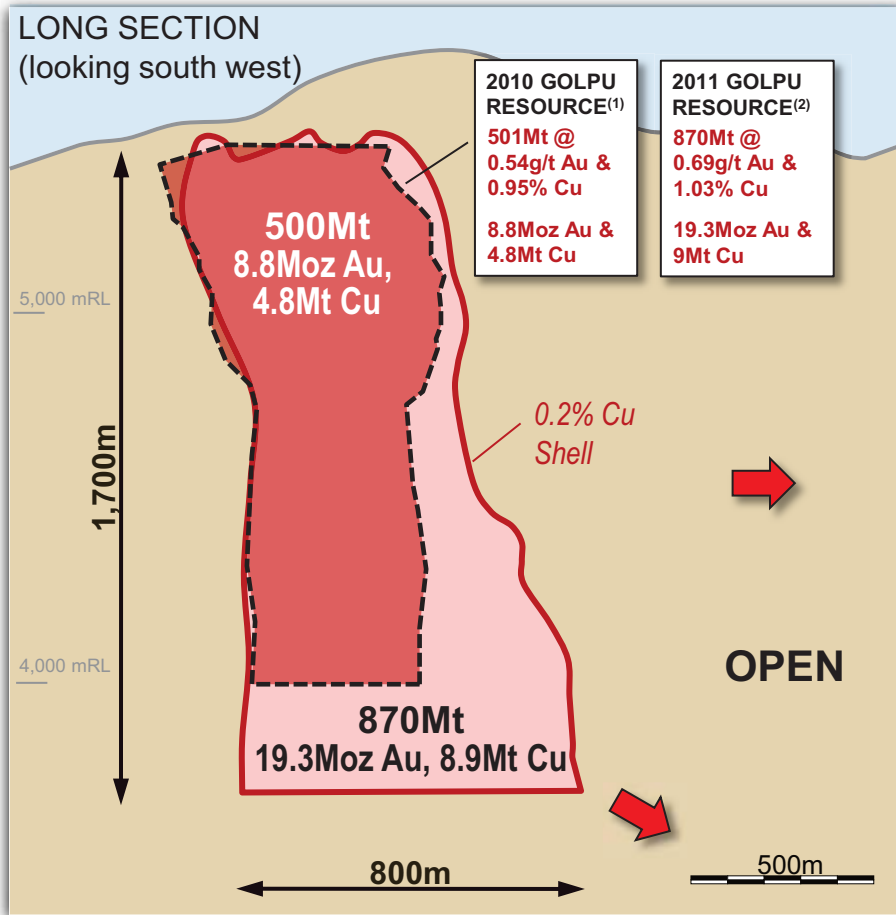 LONG SECTION
(looking south west)
2010 GOLPU
RESOURCE(1)
501Mt @
0.54g/t Au &
0.95% Cu
8.8Moz Au &
4.8Mt Cu
2011 GOLPU
RESOURCE(2)
870Mt @
0.69g/t Au &
1.03% Cu
19.3Moz Au &
9Mt Cu
500Mt
8.8Moz Au,
4.8Mt Cu
5,000 mRL
0.2% Cu
Shell
1,700m
4,000 mRL
OPEN
870Mt
19.3Moz Au, 8.9Mt Cu
800m
500m